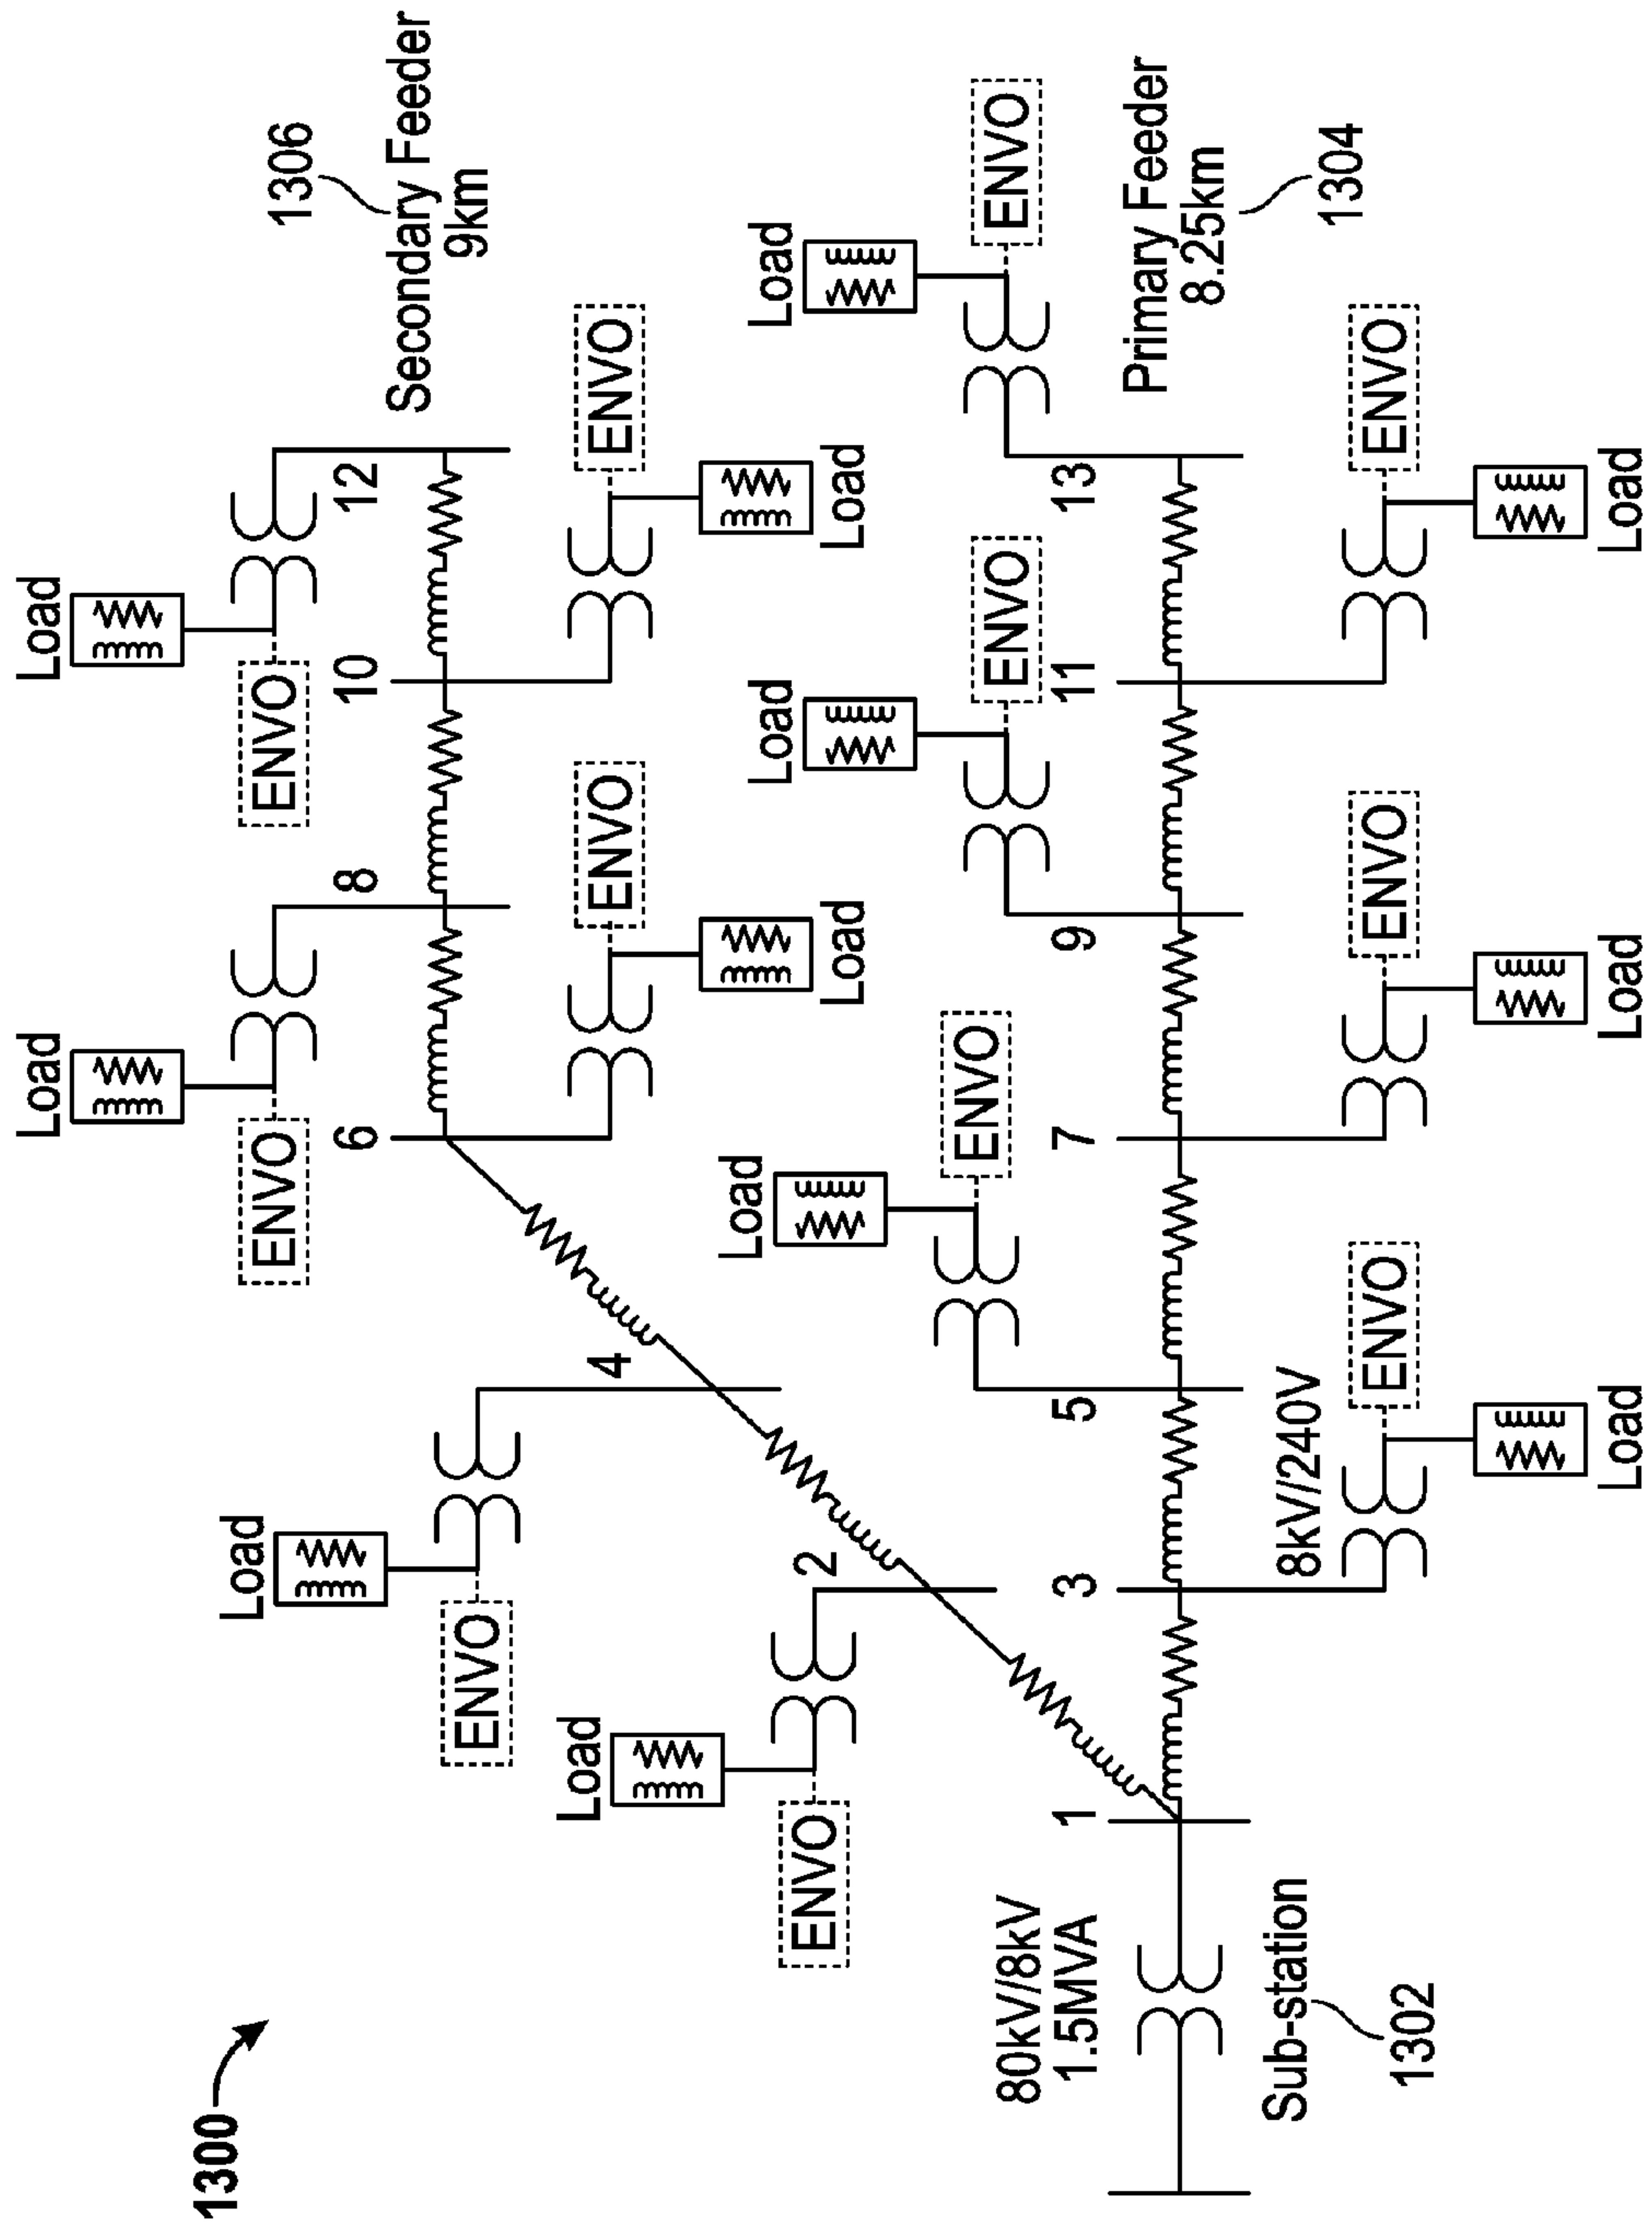 Load
Load
1300
Load
ENVO
ENVO
1306
6
8
10
12
Secondary Feeder
9km
ENVO
Load
4
ENVO
ENVO
Load
Load
Load
ENVO
2
Load
Load
ENVO
ENVO
ENVO
80kV/8kV
1.5MVA
1
3
5
7
9
11
13
Primary Feeder
8.25km
Sub-station
8kV/240V
1304
ENVO
ENVO
ENVO
1302
Load
Load
Load